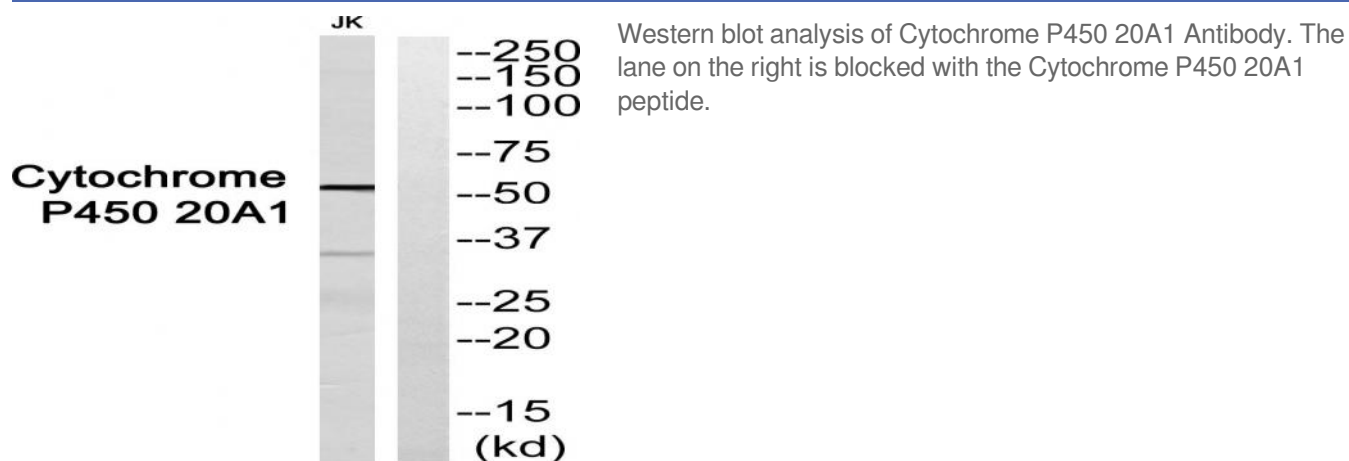 JK
Cytochrome
P450 20A1
--250
--150
--100
--75
--50
--37
--25
--20
--15
(kd)
Western blot analysis of Cytochrome P450 20A1 Antibody. The
lane on the right is blocked with the Cytochrome P450 20A1
peptide.